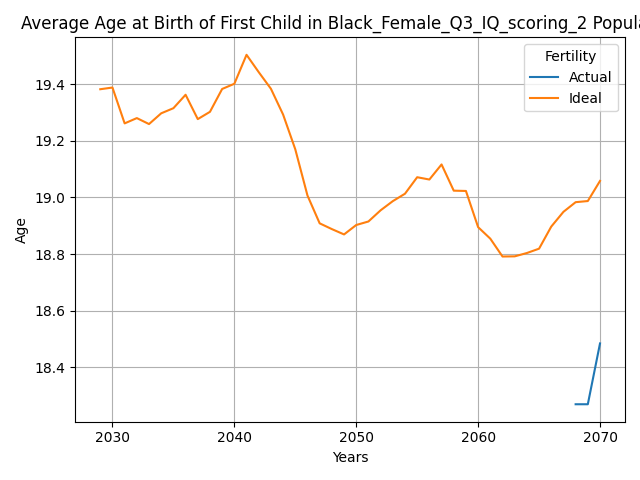 Average Age at Birth of First Child in Black_Female_Q3_IQ_scoring_2 Popula
Fertility
Actual
Ideal
19.4
19.2
19.0
18.8
18.6
18.4
Age
2030 2040 2050 2060 2070
Years